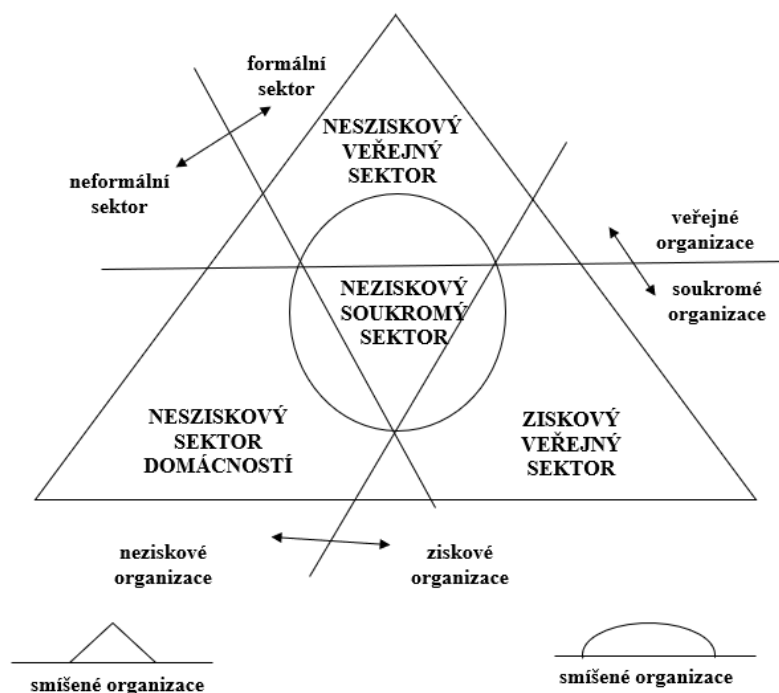 formální
sektor
neformální
sektor
NESZISKOVÝ
VEŘEJNÝ
SEKTOR
veřejné
organizace
soukromé
organizace
NEZISKOVÝ
SOUKROMÝ
SEKTOR
NESZISKOVÝ
SEKTOR
DOMÁCNOSTÍ
ZISKOVÝ
VEŘEJNÝ
SEKTOR
neziskové
organizace
ziskové
organizace
smíšené organizace
smíšené organizace